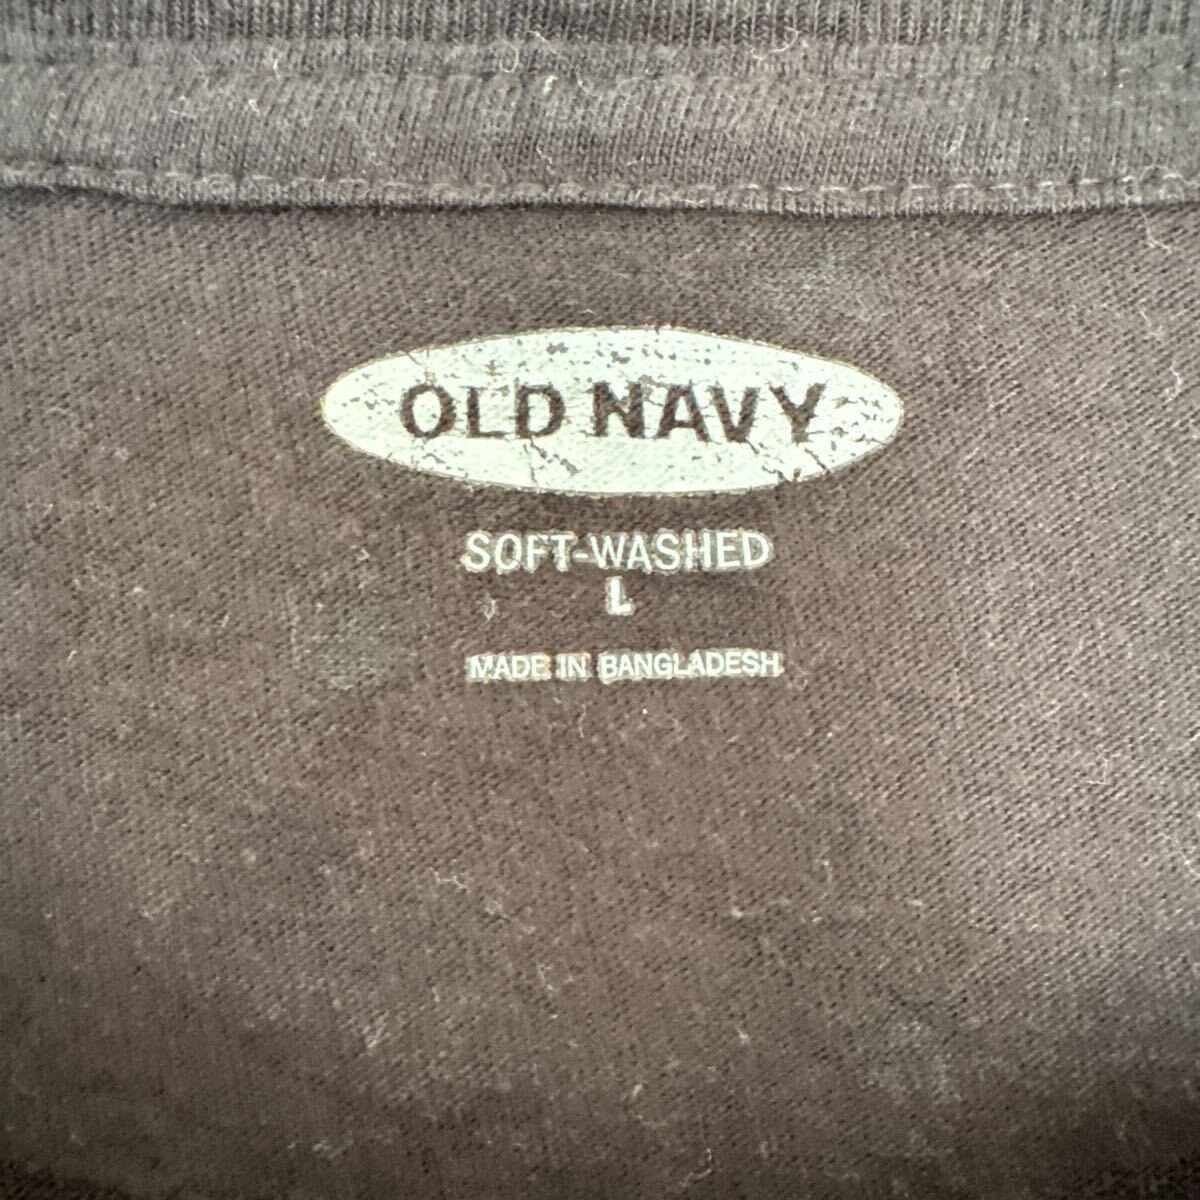 OLD NAVY
SOFT-WASHED
L
MADE IN BANGLADESH